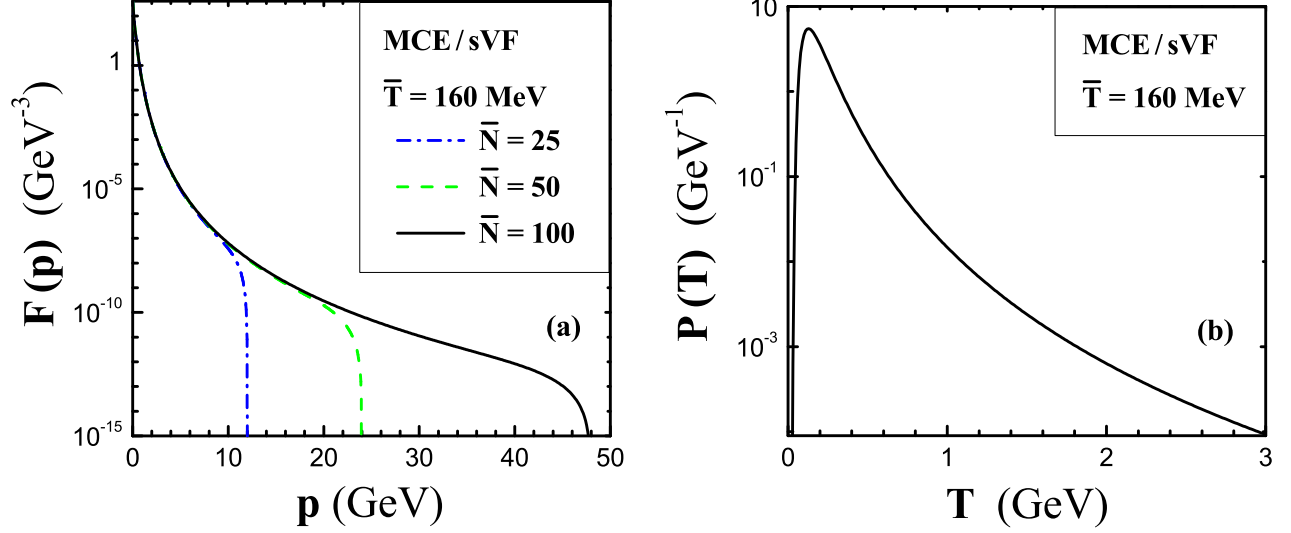 MCE / sVF
T̅ = 160 MeV
N̅ = 25
N̅ = 50
N̅ = 100
(a)
F (p) (GeV⁻³)
1
10⁻⁵
10⁻¹⁰
10⁻¹⁵
0 10 20 30 40 50
p (GeV)
MCE / sVF
T̅ = 160 MeV
(b)
P (T) (GeV⁻¹)
10
10⁻¹
10⁻³
0 1 2 3
T (GeV)